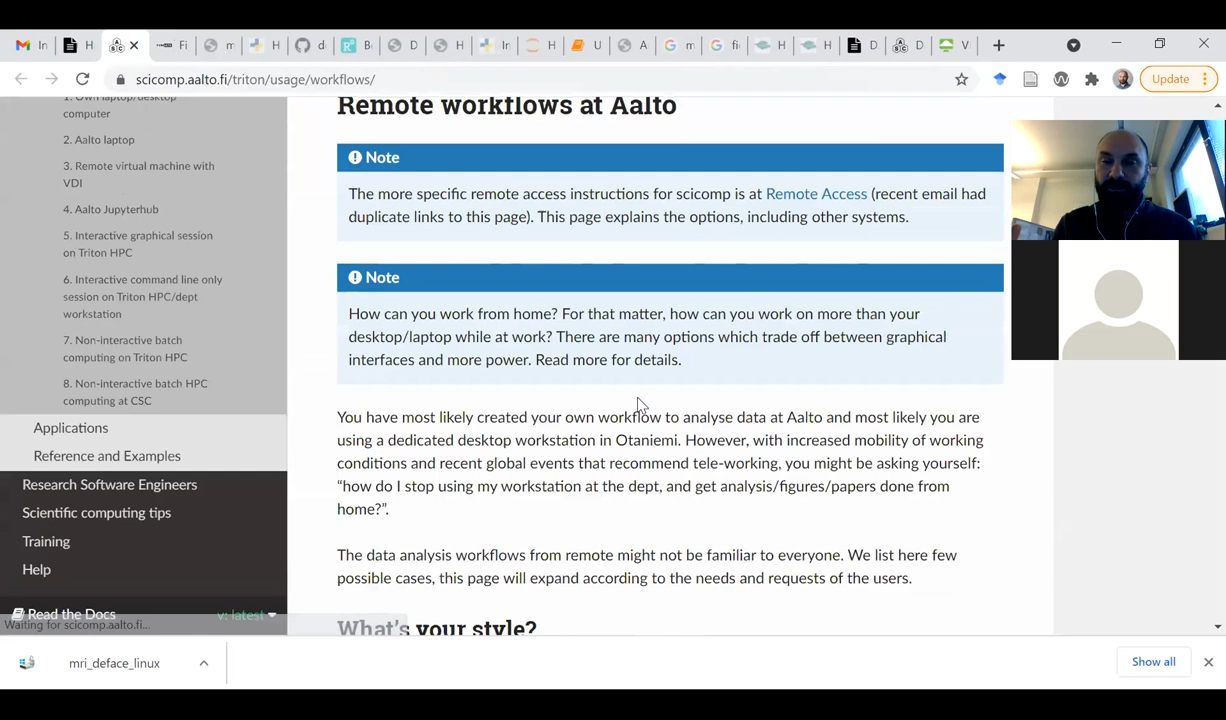 In
H
Fi
m
H
d
B
D
H
In
H
U
A
m
fi
H
H
D
D
V
scicomp.aalto.fi/triton/usage/workflows/
Update
1. Own laptop/desktop
computer
2. Aalto laptop
3. Remote virtual machine with
VDI
4. Aalto Jupyterhub
5. Interactive graphical session
on Triton HPC
6. Interactive command line only
session on Triton HPC/dept
workstation
7. Non-interactive batch
computing on Triton HPC
8. Non-interactive batch HPC
computing at CSC
Applications
Reference and Examples
Research Software Engineers
Scientific computing tips
Training
Help
Read the Docs v: latest
Waiting for scicomp.aalto.fi...
Remote workflows at Aalto
Note
The more specific remote access instructions for scicomp is at Remote Access (recent email had
duplicate links to this page). This page explains the options, including other systems.
Note
How can you work from home? For that matter, how can you work on more than your
desktop/laptop while at work? There are many options which trade off between graphical
interfaces and more power. Read more for details.
You have most likely created your own workflow to analyse data at Aalto and most likely you are
using a dedicated desktop workstation in Otaniemi. However, with increased mobility of working
conditions and recent global events that recommend tele-working, you might be asking yourself:
“how do I stop using my workstation at the dept, and get analysis/figures/papers done from
home?”.
The data analysis workflows from remote might not be familiar to everyone. We list here few
possible cases, this page will expand according to the needs and requests of the users.
What's your style?
mri_deface_linux
Show all